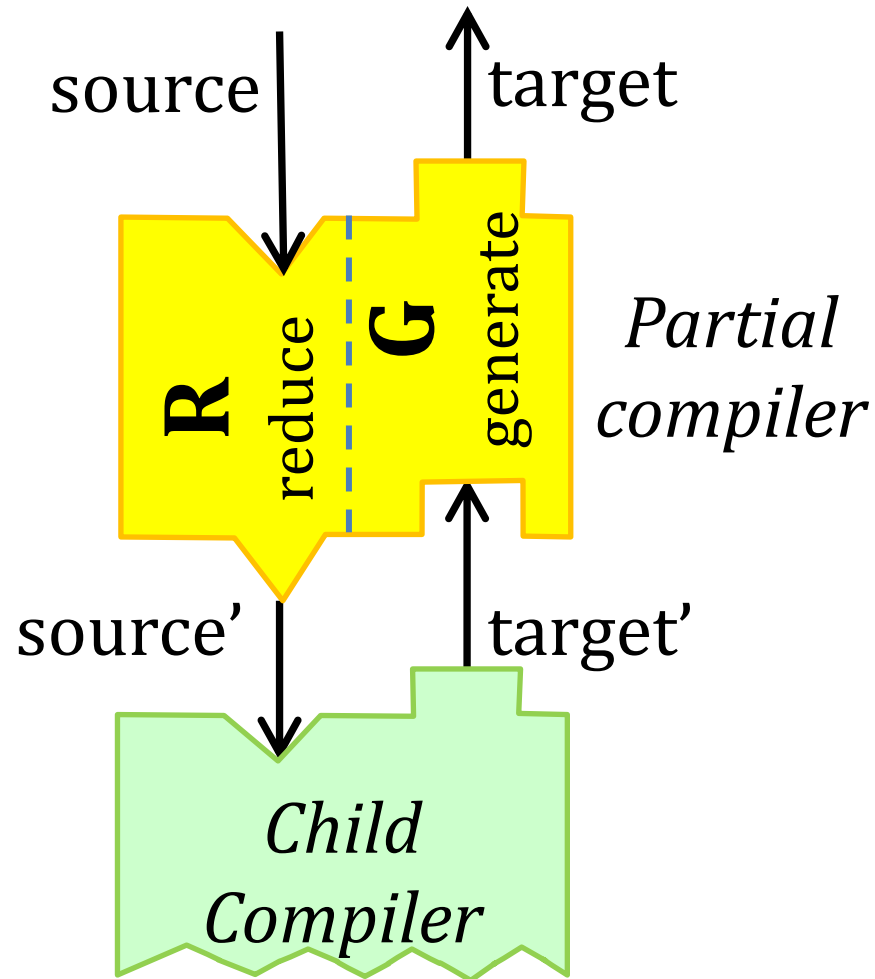 source
target
R
reduce
G
generate
Partial
compiler
source’
target’
Child
Compiler